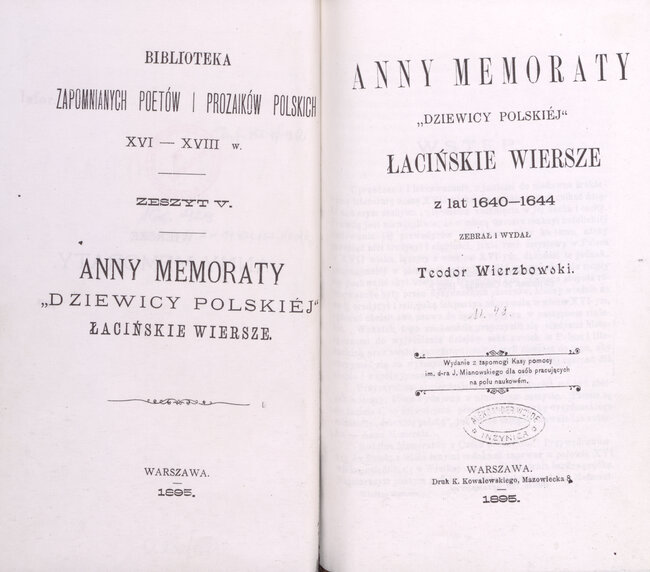 BIBLIOTEKA
ZAPOMNIANYCH POETÓW I PROZAIKÓW POLSKICH
XVI — XVIII w.
ZESZYT V.
ANNY MEMORATY
„DZIEWICY POLSKIÉJ“
ŁACIŃSKIE WIERSZE.
WARSZAWA.
1895.
ANNY MEMORATY
„DZIEWICY POLSKIÉJ“
ŁACIŃSKIE WIERSZE
z lat 1640—1644
ZEBRAŁ I WYDAŁ
Teodor Wierzbowski.
Wydanie z zapomogi Kasy pomocy
im. d-ra J. Mianowskiego dla osób pracujących
na polu naukowém.
INŻYNIER
WARSZAWA.
Druk K. Kowalewskiego, Mazowiecka 8.
1895.